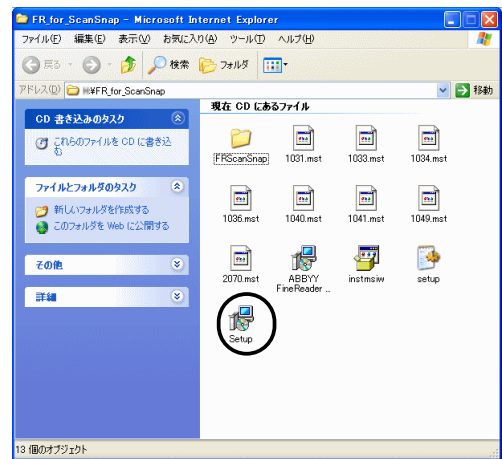 FR_for_ScanSnap - Microsoft Internet Explorer
ファイル(F) 編集(E) 表示(V) お気に入り(A) ツール(T) ヘルプ(H)
戻る 検索 フォルダ
アドレス(D) H:¥FR_for_ScanSnap 移動
現在 CD にあるファイル
CD 書き込みのタスク
これらのファイルを CD に書き込
む
ファイルとフォルダのタスク
新しいフォルダを作成する
このフォルダを Web に公開する
その他
詳細
FRScanSnap 1031.mst 1033.mst 1034.mst
1036.mst 1040.mst 1041.mst 1049.mst
2070.mst ABBYY FineReader ... instmsiw setup
Setup
13 個のオブジェクト